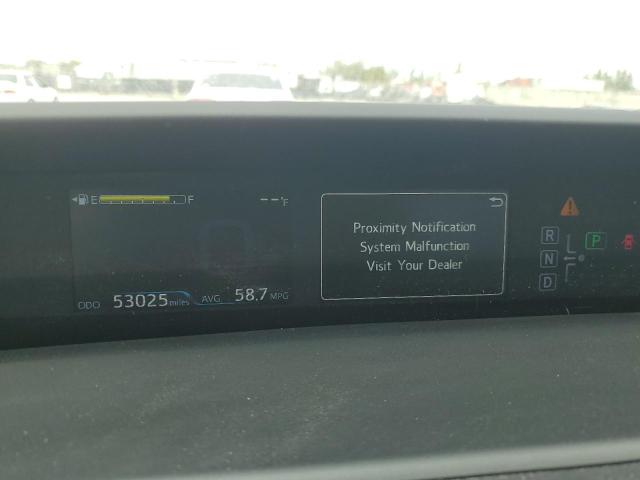 E F --°F
Proximity Notification
System Malfunction
Visit Your Dealer
R
P
N
D
ODO 53025 miles AVG 58.7 MPG